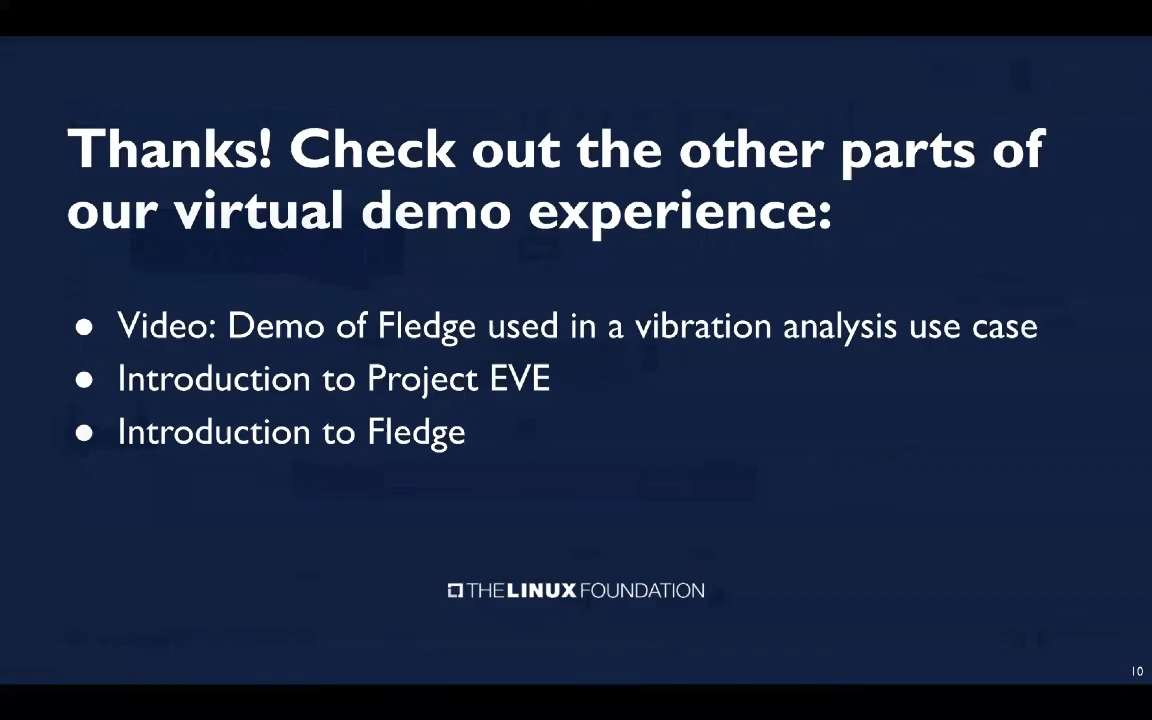 Thanks! Check out the other parts of
our virtual demo experience:
● Video: Demo of Fledge used in a vibration analysis use case
● Introduction to Project EVE
● Introduction to Fledge
THE LINUX FOUNDATION
10